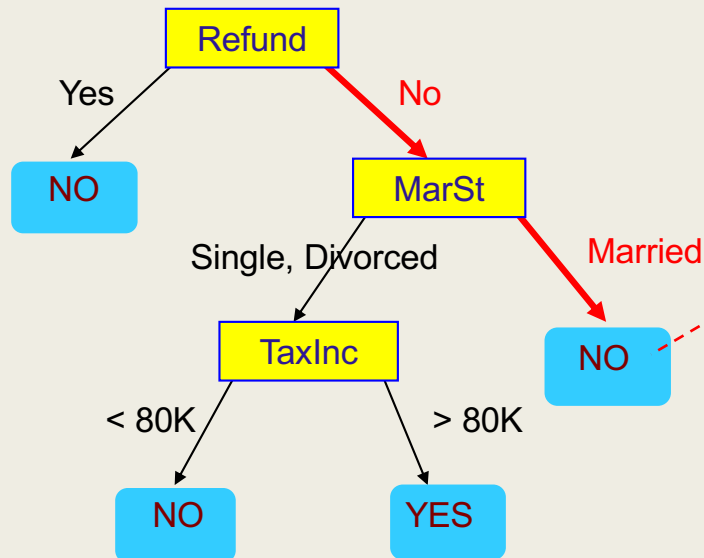 Refund
Yes
No
NO
MarSt
Single, Divorced
Married
TaxInc
NO
< 80K
> 80K
NO
YES